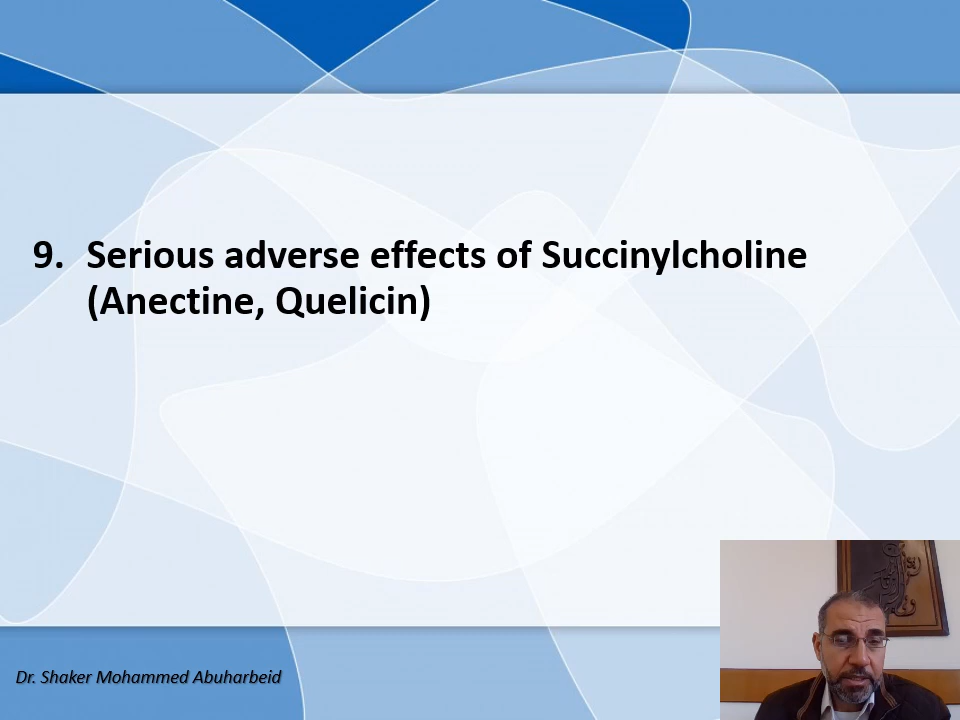 9. Serious adverse effects of Succinylcholine
(Anectine, Quelicin)
Dr. Shaker Mohammed Abuharbeid